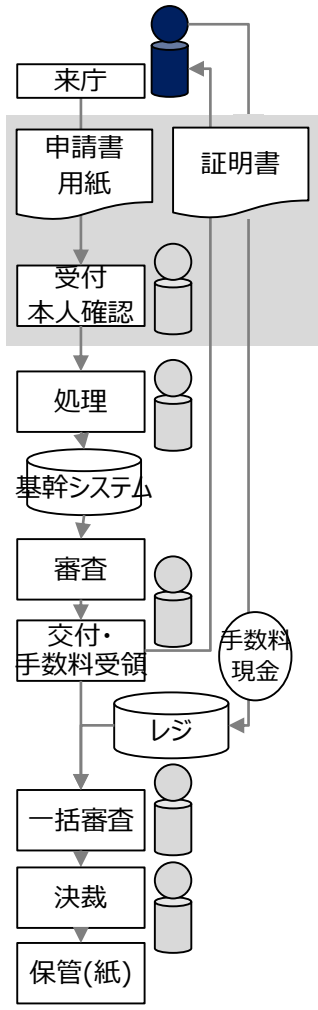 来庁
申請書
用紙
証明書
受付
本人確認
処理
基幹システム
審査
交付・
手数料受領
手数料
現金
レジ
一括審査
決裁
保管(紙)